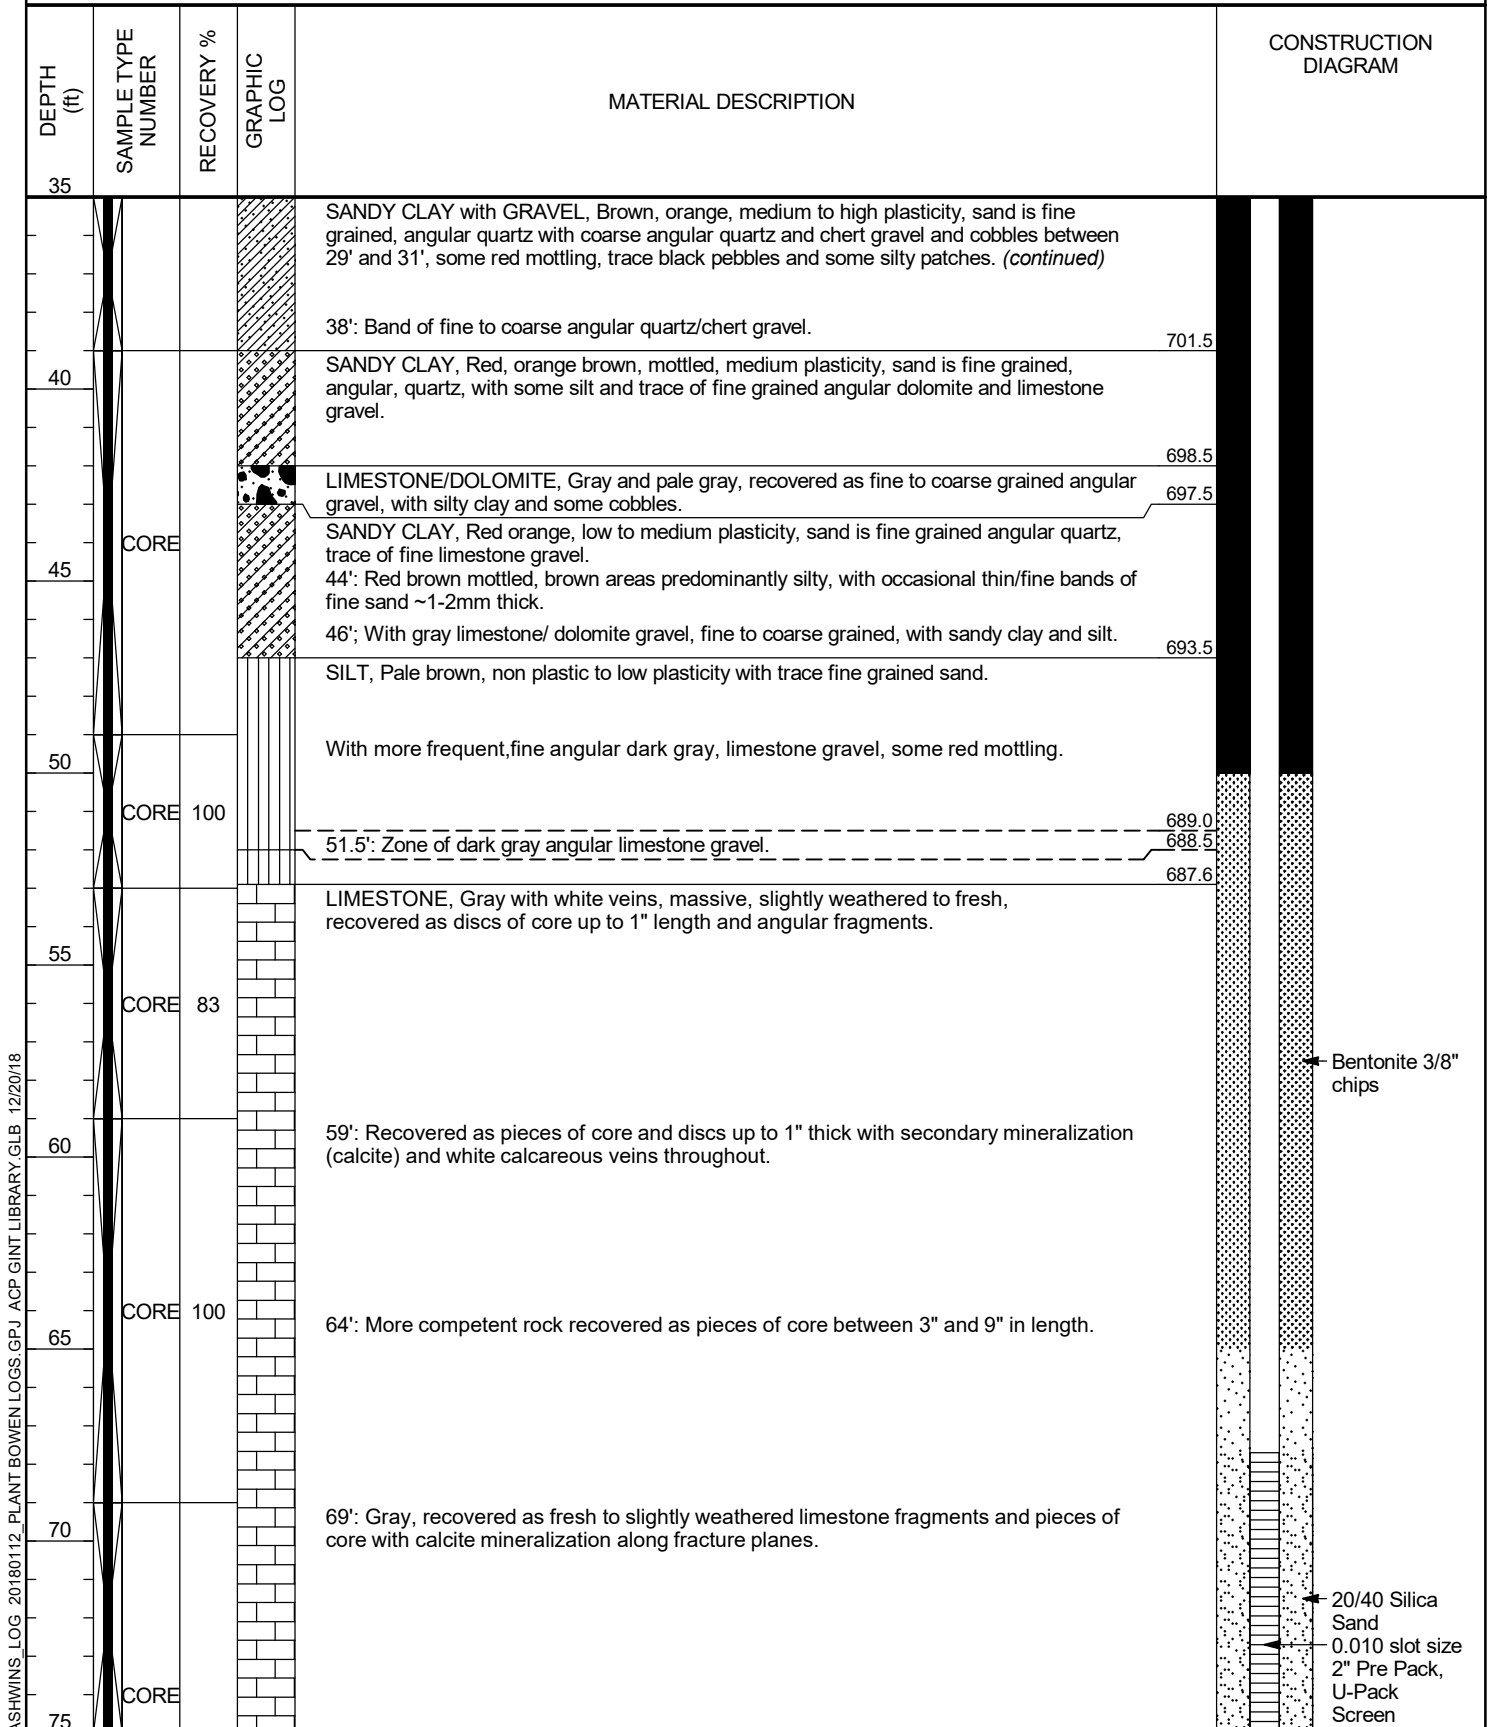 DEPTH
(ft)
SAMPLE TYPE
NUMBER
RECOVERY %
GRAPHIC
LOG
MATERIAL DESCRIPTION
CONSTRUCTION
DIAGRAM
35
SANDY CLAY with GRAVEL, Brown, orange, medium to high plasticity, sand is fine
grained, angular quartz with coarse angular quartz and chert gravel and cobbles between
29' and 31', some red mottling, trace black pebbles and some silty patches. (continued)
38': Band of fine to coarse angular quartz/chert gravel.
701.5
SANDY CLAY, Red, orange brown, mottled, medium plasticity, sand is fine grained,
40
angular, quartz, with some silt and trace of fine grained angular dolomite and limestone
gravel.
698.5
LIMESTONE/DOLOMITE, Gray and pale gray, recovered as fine to coarse grained angular
697.5
gravel, with silty clay and some cobbles.
SANDY CLAY, Red orange, low to medium plasticity, sand is fine grained angular quartz,
CORE
trace of fine limestone gravel.
45
44': Red brown mottled, brown areas predominantly silty, with occasional thin/fine bands of
fine sand ~1-2mm thick.
46'; With gray limestone/ dolomite gravel, fine to coarse grained, with sandy clay and silt.
693.5
SILT, Pale brown, non plastic to low plasticity with trace fine grained sand.
With more frequent,fine angular dark gray, limestone gravel, some red mottling.
50
CORE 100
689.0
51.5': Zone of dark gray angular limestone gravel.
688.5
687.6
LIMESTONE, Gray with white veins, massive, slightly weathered to fresh,
recovered as discs of core up to 1" length and angular fragments.
55
CORE 83
Bentonite 3/8"
chips
59': Recovered as pieces of core and discs up to 1" thick with secondary mineralization
60
(calcite) and white calcareous veins throughout.
CORE 100
64': More competent rock recovered as pieces of core between 3" and 9" in length.
65
69': Gray, recovered as fresh to slightly weathered limestone fragments and pieces of
70
core with calcite mineralization along fracture planes.
20/40 Silica
Sand
0.010 slot size
2" Pre Pack,
U-Pack
Screen
CORE
75
ASHWINS_LOG 20180112_PLANT BOWEN LOGS.GPJ ACP GINT LIBRARY.GLB 12/20/18